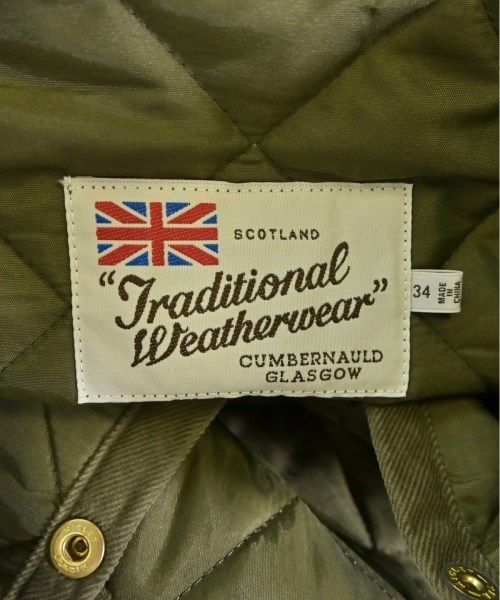 SCOTLAND
"Traditional
Weatherwear"
CUMBERNAULD
GLASGOW
34
MADE
IN
CHINA